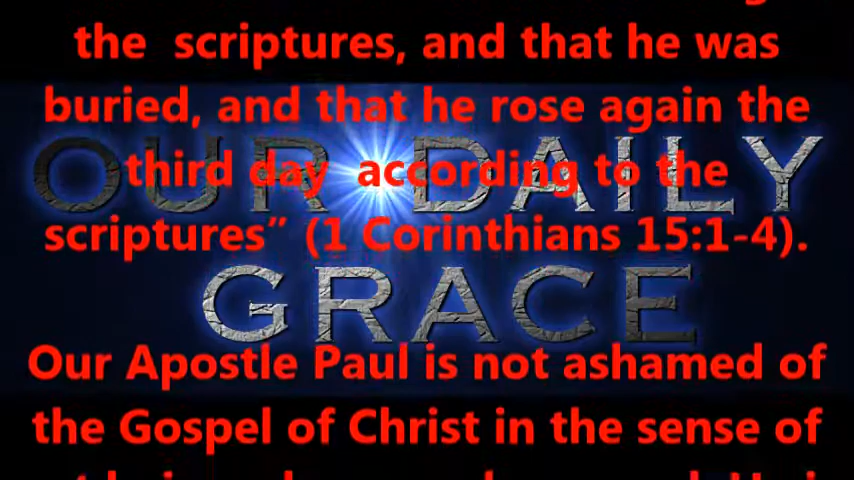 the scriptures, and that he was
buried, and that he rose again the
third day according to the
scriptures” (1 Corinthians 15:1-4).
Our Apostle Paul is not ashamed of
the Gospel of Christ in the sense of
OUR DAILY
GRACE